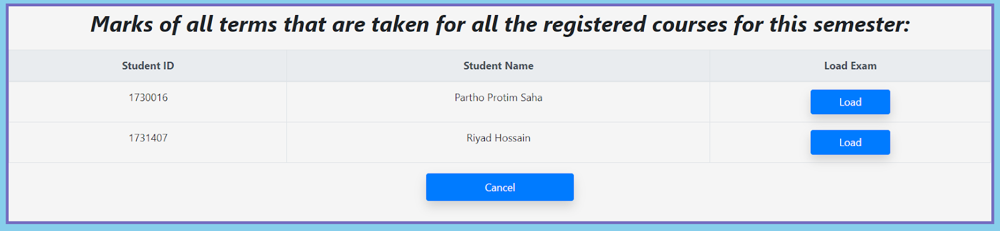 Marks of all terms that are taken for all the registered courses for this semester:
Student ID Student Name Load Exam
1730016 Partho Protim Saha Load
1731407 Riyad Hossain Load
Cancel